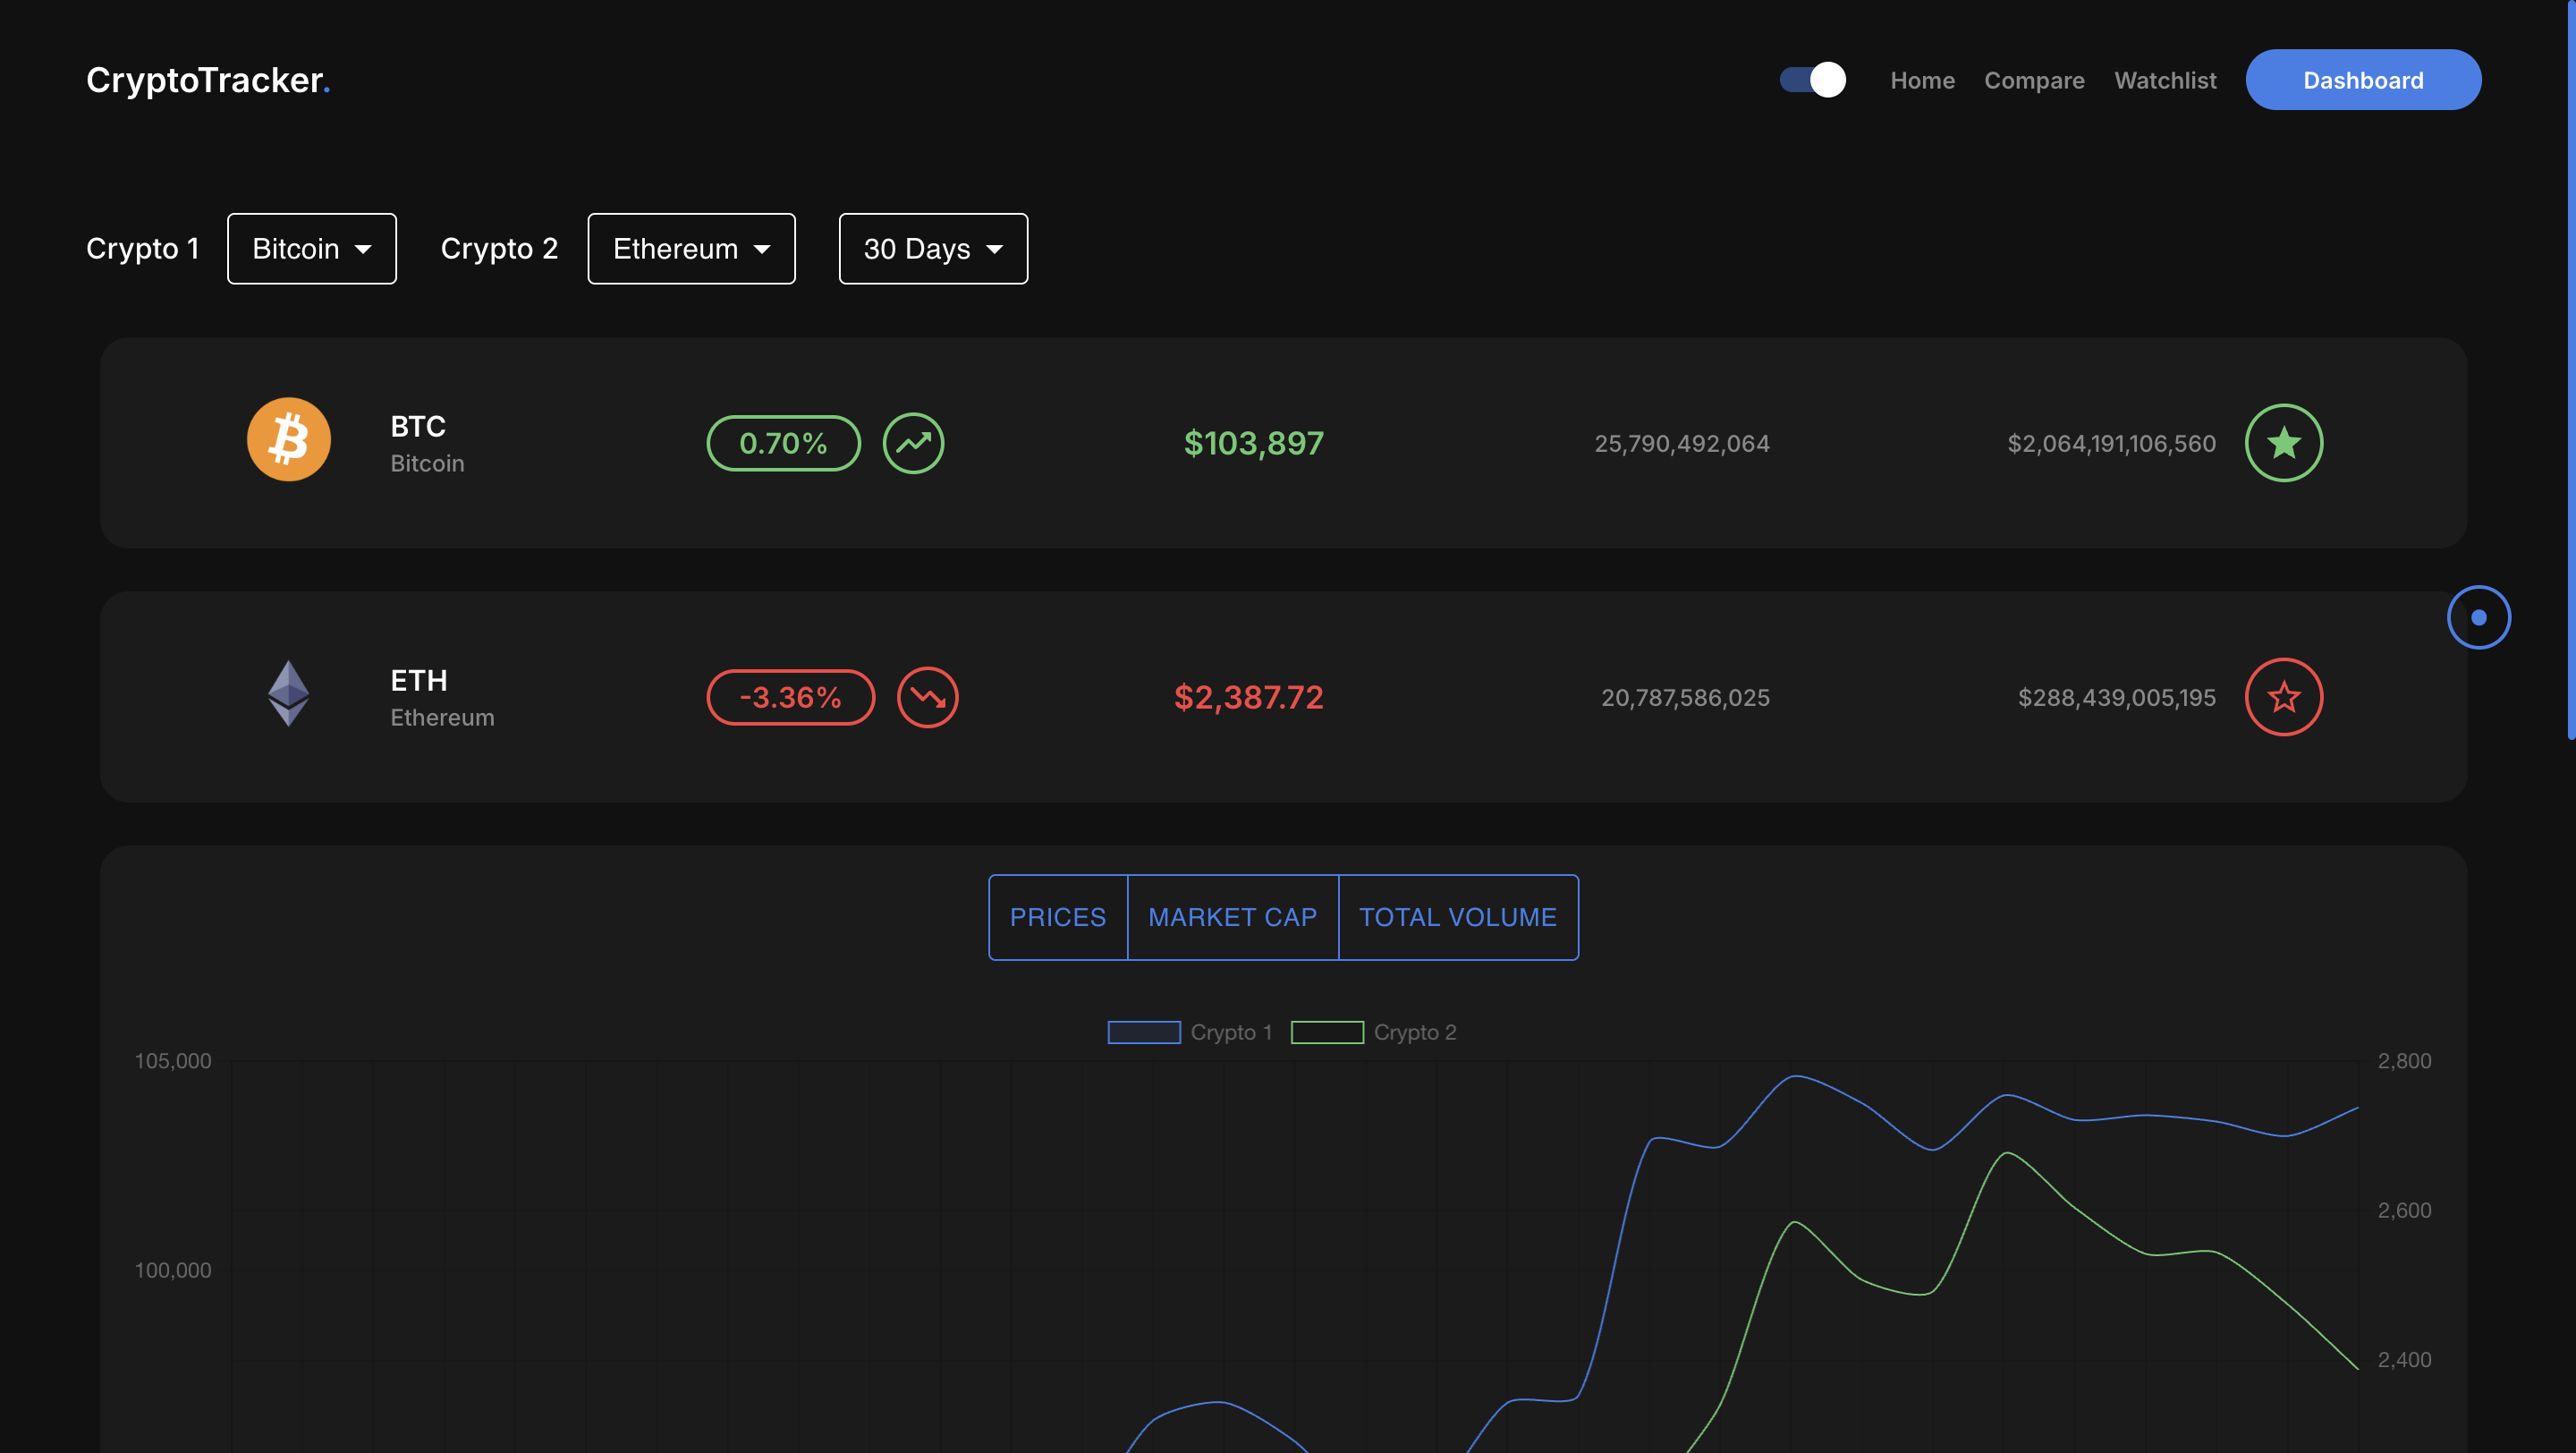 CryptoTracker.
Home Compare Watchlist Dashboard
Crypto 1 Bitcoin Crypto 2 Ethereum 30 Days
BTC
Bitcoin
0.70%
$103,897
25,790,492,064
$2,064,191,106,560
ETH
Ethereum
-3.36%
$2,387.72
20,787,586,025
$288,439,005,195
PRICES MARKET CAP TOTAL VOLUME
Crypto 1 Crypto 2
105,000
100,000
2,800
2,600
2,400